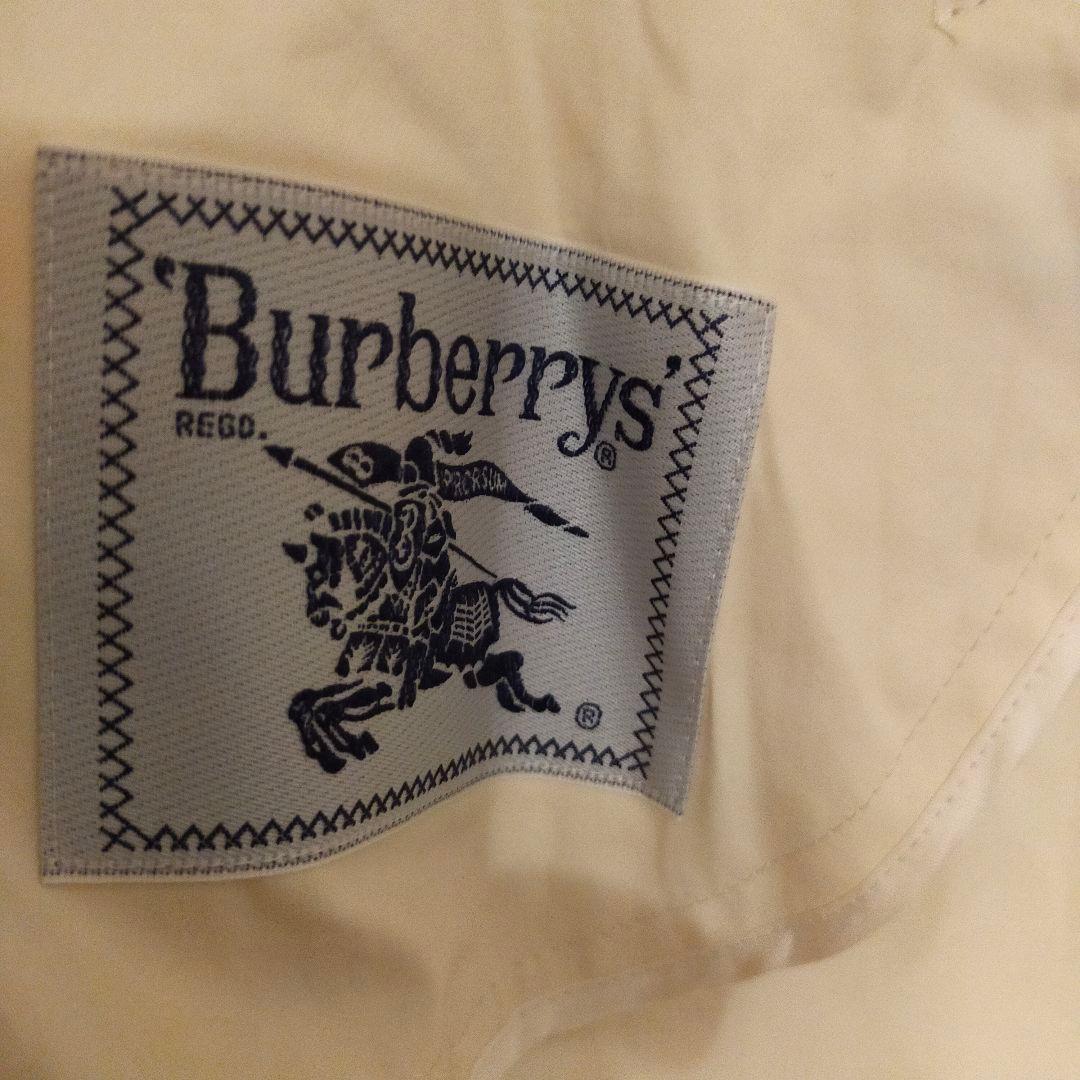 'Burberrys'
®
REGD.
B
PRORSUM
®